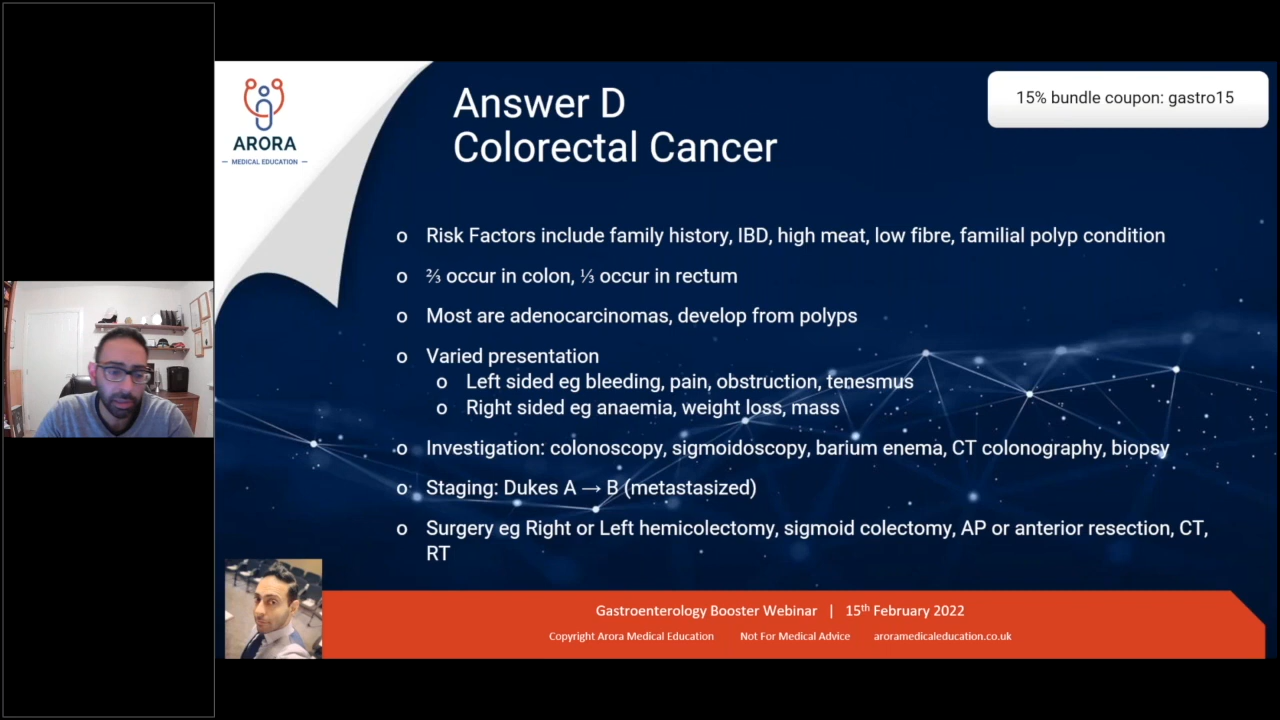 ARORA
MEDICAL EDUCATION
Answer D
Colorectal Cancer
15% bundle coupon: gastro15
o Risk Factors include family history, IBD, high meat, low fibre, familial polyp condition
o ⅔ occur in colon, ⅓ occur in rectum
o Most are adenocarcinomas, develop from polyps
o Varied presentation
o Left sided eg bleeding, pain, obstruction, tenesmus
o Right sided eg anaemia, weight loss, mass
o Investigation: colonoscopy, sigmoidoscopy, barium enema, CT colonography, biopsy
o Staging: Dukes A → B (metastasized)
o Surgery eg Right or Left hemicolectomy, sigmoid colectomy, AP or anterior resection, CT,
RT
Gastroenterology Booster Webinar | 15th February 2022
Copyright Arora Medical Education Not For Medical Advice aroramedicaleducation.co.uk